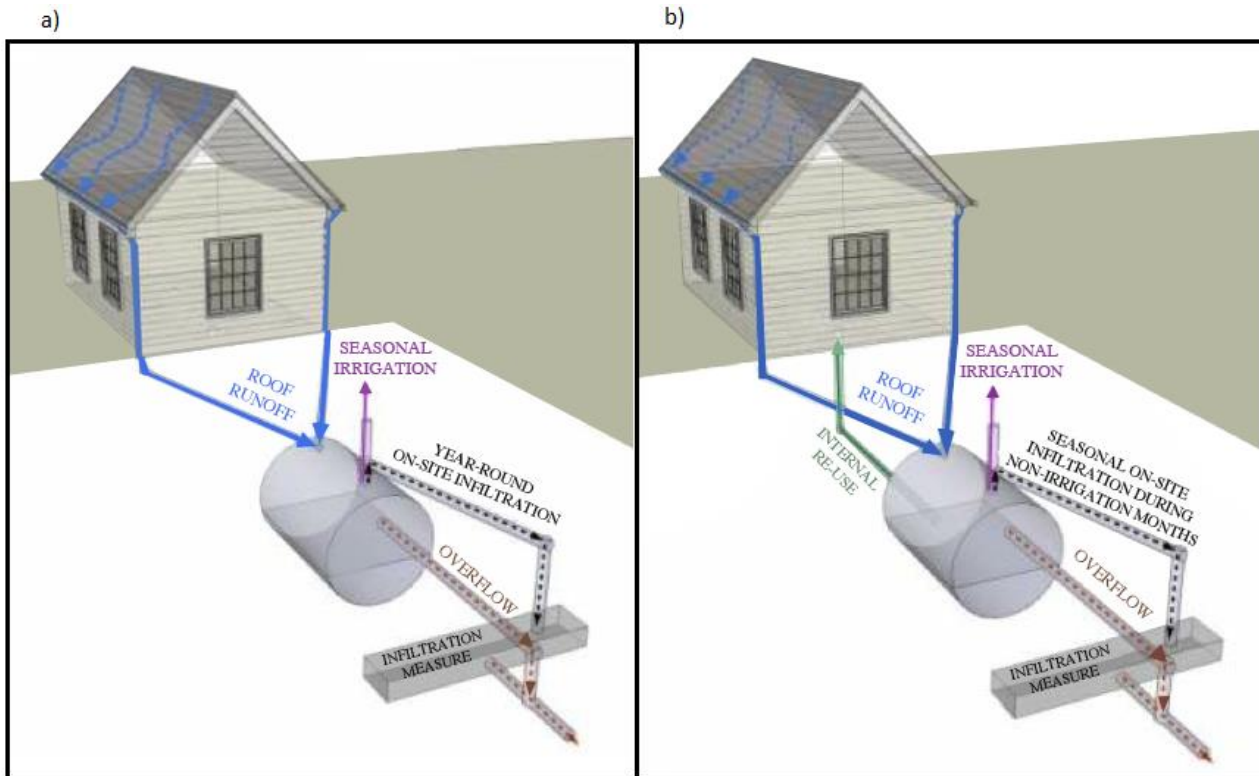 a)
SEASONAL
IRRIGATION
ROOF
RUNOFF
YEAR-ROUND
ON-SITE INFILTRATION
OVERFLOW
INFILTRATION
MEASURE
b)
SEASONAL
IRRIGATION
ROOF
RUNOFF
INTERNAL
RE-USE
SEASONAL ON-SITE
INFILTRATION DURING
NON-IRRIGATION MONTHS
OVERFLOW
INFILTRATION
MEASURE